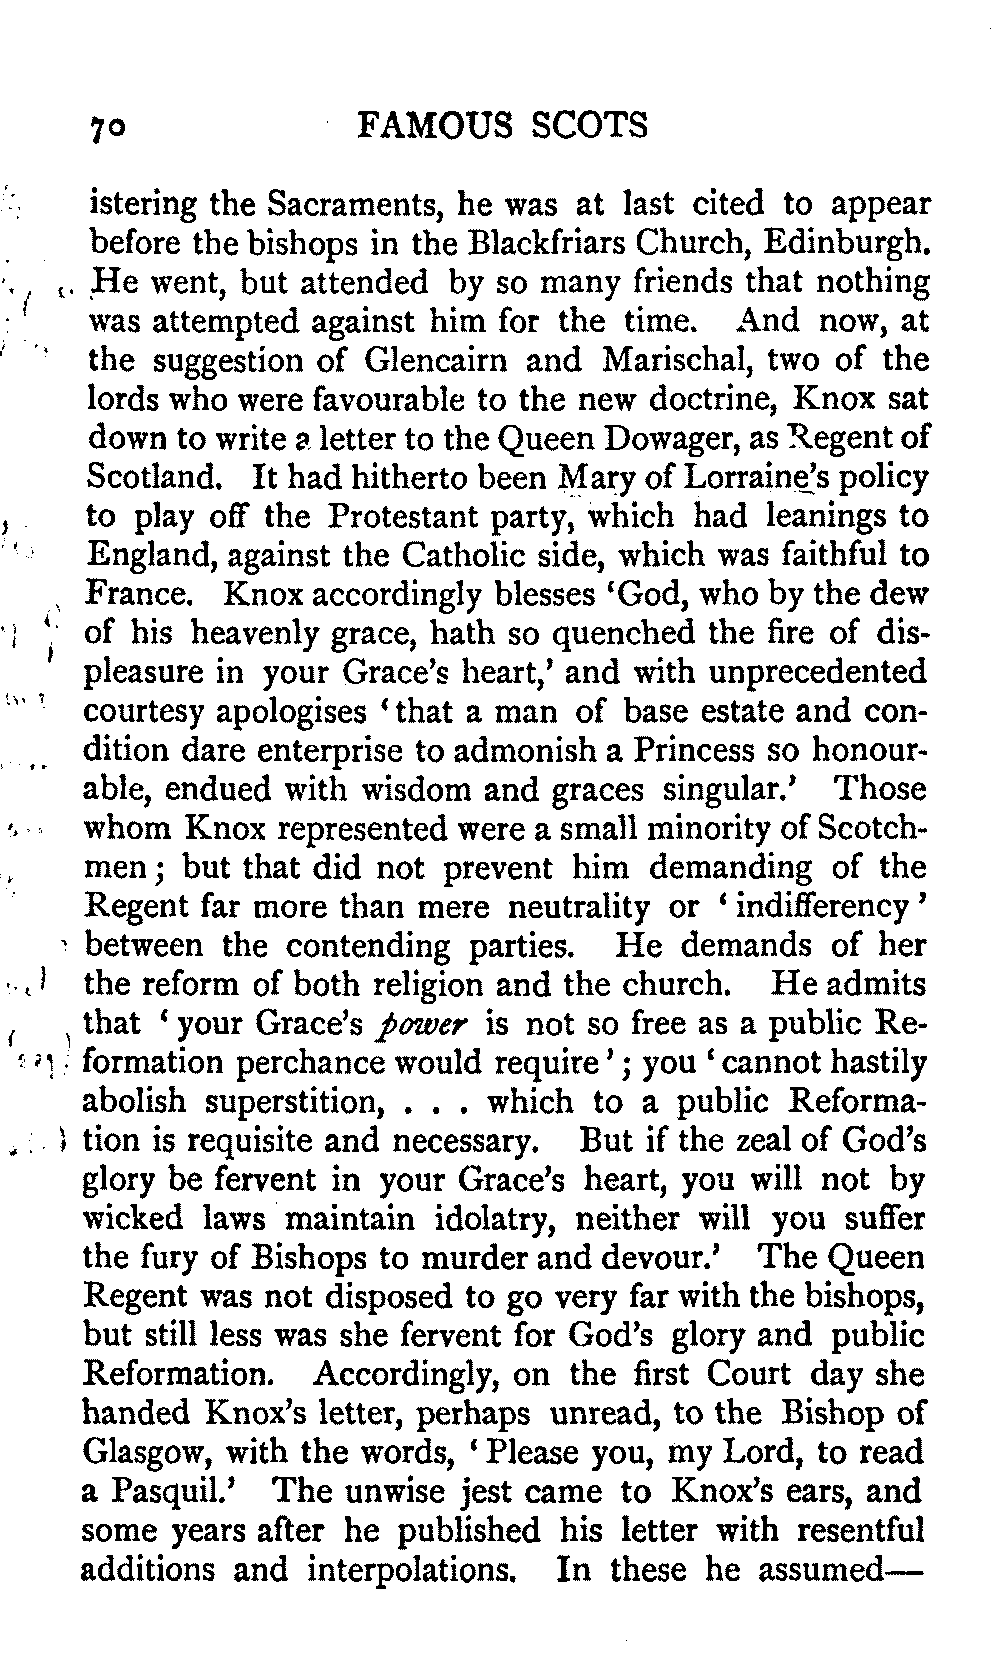 70 FAMOUS SCOTS
istering the Sacraments, he was at last cited to appear
before the bishops in the Blackfriars Church, Edinburgh.
He went, but attended by so many friends that nothing
was attempted against him for the time. And now, at
the suggestion of Glencairn and Marischal, two of the
lords who were favourable to the new doctrine, Knox sat
down to write a letter to the Queen Dowager, as Regent of
Scotland. It had hitherto been Mary of Lorraine's policy
to play off the Protestant party, which had leanings to
England, against the Catholic side, which was faithful to
France. Knox accordingly blesses ‘God, who by the dew
of his heavenly grace, hath so quenched the fire of dis-
pleasure in your Grace's heart,’ and with unprecedented
courtesy apologises ‘that a man of base estate and con-
dition dare enterprise to admonish a Princess so honour-
able, endued with wisdom and graces singular.’ Those
whom Knox represented were a small minority of Scotch-
men; but that did not prevent him demanding of the
Regent far more than mere neutrality or ‘indifferency’
between the contending parties. He demands of her
the reform of both religion and the church. He admits
that ‘your Grace's power is not so free as a public Re-
formation perchance would require’; you ‘cannot hastily
abolish superstition, . . . which to a public Reforma-
tion is requisite and necessary. But if the zeal of God's
glory be fervent in your Grace's heart, you will not by
wicked laws maintain idolatry, neither will you suffer
the fury of Bishops to murder and devour.’ The Queen
Regent was not disposed to go very far with the bishops,
but still less was she fervent for God's glory and public
Reformation. Accordingly, on the first Court day she
handed Knox's letter, perhaps unread, to the Bishop of
Glasgow, with the words, ‘Please you, my Lord, to read
a Pasquil.’ The unwise jest came to Knox's ears, and
some years after he published his letter with resentful
additions and interpolations. In these he assumed—